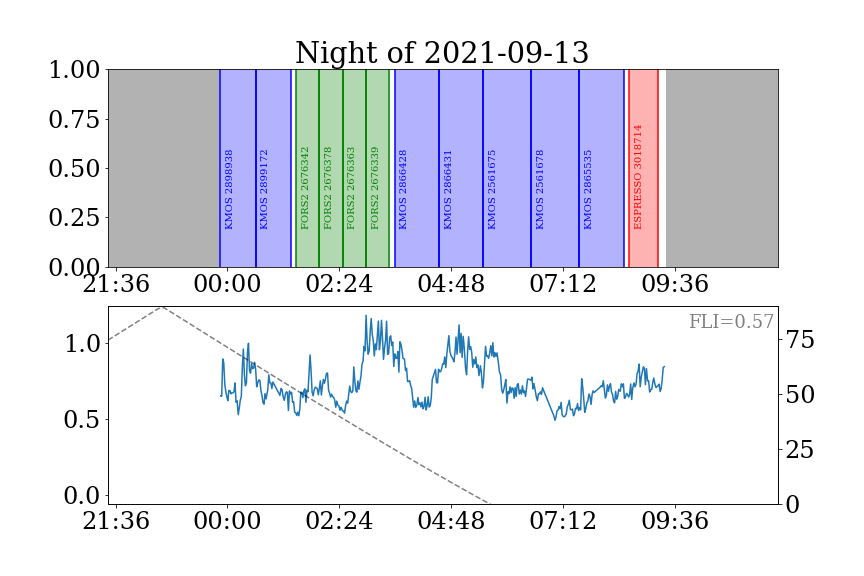 Night of 2021-09-13
1.00
0.75
0.50
0.25
0.00
KMOS 2898938
KMOS 2899172
FORS2 2676342
FORS2 2676378
FORS2 2676363
FORS2 2676339
KMOS 2866428
KMOS 2866431
KMOS 2561675
KMOS 2561678
KMOS 2865535
ESPRESSO 3018714
21:36 00:00 02:24 04:48 07:12 09:36
FLI=0.57
1.0
0.5
0.0
75
50
25
0
21:36 00:00 02:24 04:48 07:12 09:36